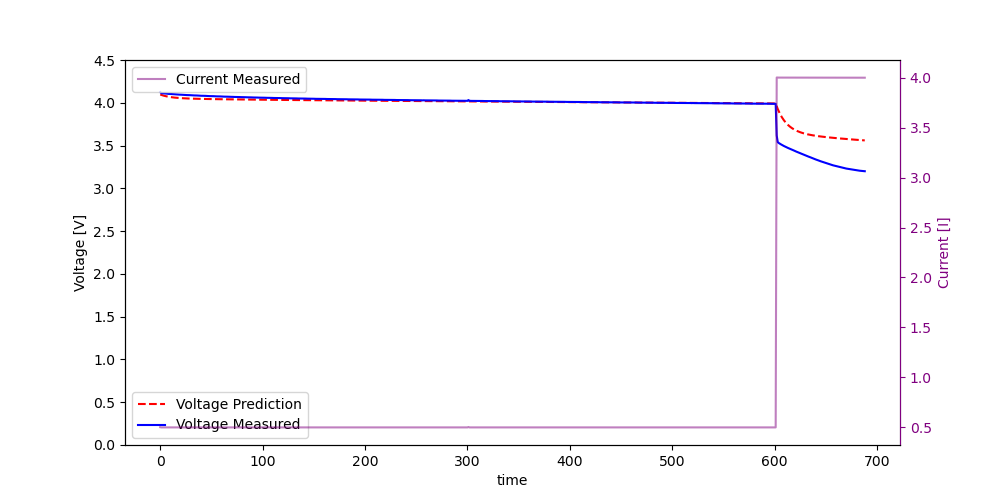 Current Measured
4.5
4.0
3.5
3.0
2.5
2.0
1.5
1.0
0.5
0.0
Voltage [V]
4.0
3.5
3.0
2.5
2.0
1.5
1.0
0.5
Current [I]
Voltage Prediction
Voltage Measured
0 100 200 300 400 500 600 700
time